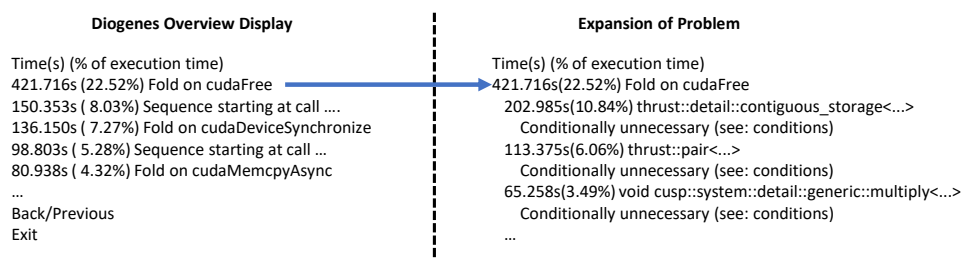 Diogenes Overview Display
Time(s) (% of execution time)
421.716s (22.52%) Fold on cudaFree
150.353s ( 8.03%) Sequence starting at call ....
136.150s ( 7.27%) Fold on cudaDeviceSynchronize
98.803s ( 5.28%) Sequence starting at call ...
80.938s ( 4.32%) Fold on cudaMemcpyAsync
...
Back/Previous
Exit
Expansion of Problem
Time(s) (% of execution time)
421.716s(22.52%) Fold on cudaFree
202.985s(10.84%) thrust::detail::contiguous_storage<...>
Conditionally unnecessary (see: conditions)
113.375s(6.06%) thrust::pair<...>
Conditionally unnecessary (see: conditions)
65.258s(3.49%) void cusp::system::detail::generic::multiply<...>
Conditionally unnecessary (see: conditions)
...